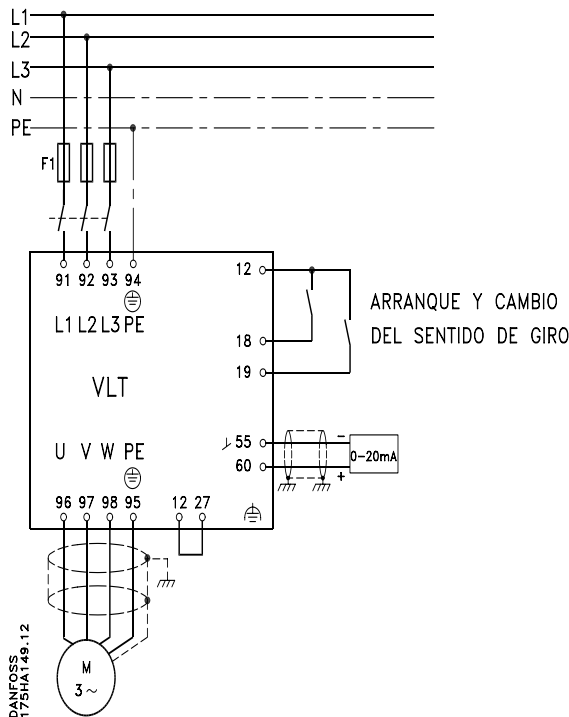 L1
L2
L3
N
PE
F1
91 92 93 94
L1 L2 L3 PE
12
18
19
ARRANQUE Y CAMBIO
DEL SENTIDO DE GIRO
VLT
55
60
-
0-20mA
+
U V W PE
96 97 98 95
12 27
M
3~
DANFOSS
175HA149.12